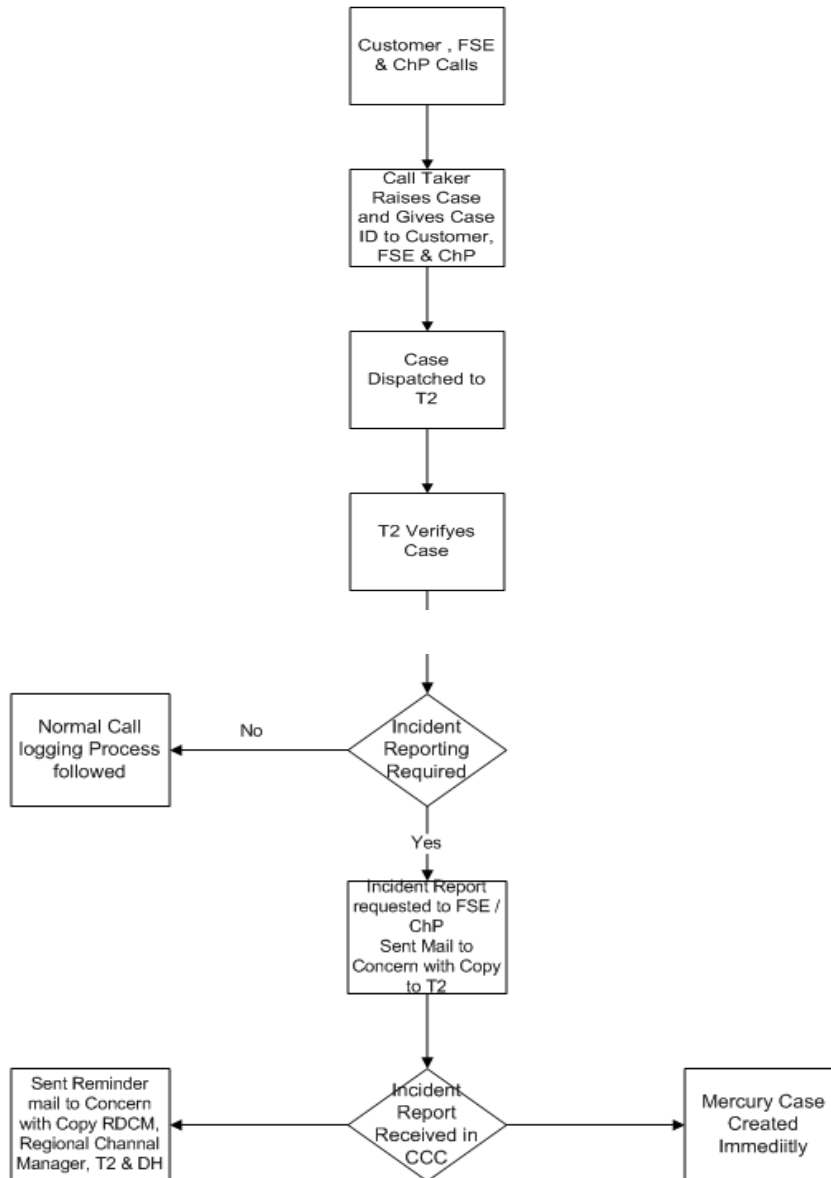 Customer , FSE
& ChP Calls
Call Taker
Raises Case
and Gives Case
ID to Customer,
FSE & ChP
Case
Dispatched to
T2
T2 Verifyes
Case
Incident
Reporting
Required
No
Normal Call
logging Process
followed
Yes
Incident Report
requested to FSE /
ChP
Sent Mail to
Concern with Copy
to T2
Incident
Report
Received in
CCC
Sent Reminder
mail to Concern
with Copy RDCM,
Regional Channal
Manager, T2 & DH
Mercury Case
Created
Immediitly